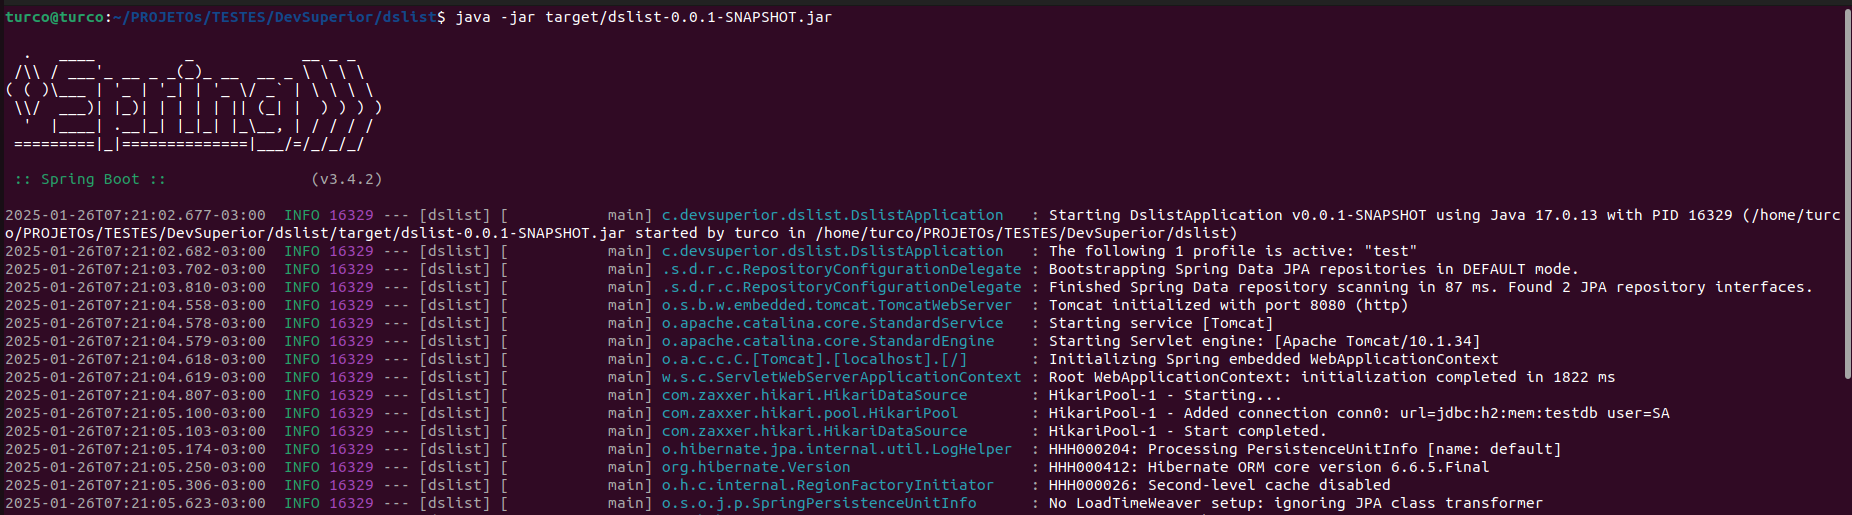 turco@turco:~/PROJETOs/TESTES/DevSuperior/dslist$ java -jar target/dslist-0.0.1-SNAPSHOT.jar

  .   ____          _            __ _ _
 /\\ / ___'_ __ _ _(_)_ __  __ _ \ \ \ \
( ( )\___ | '_ | '_| | '_ \/ _` | \ \ \ \
 \\/  ___)| |_)| | | | | || (_| |  ) ) ) )
  '  |____| .__|_| |_|_| |_\__, | / / / /
 =========|_|==============|___/=/_/_/_/

 :: Spring Boot ::                (v3.4.2)

2025-01-26T07:21:02.677-03:00  INFO 16329 --- [dslist] [           main] c.devsuperior.dslist.DslistApplication   : Starting DslistApplication v0.0.1-SNAPSHOT using Java 17.0.13 with PID 16329 (/home/turc
o/PROJETOs/TESTES/DevSuperior/dslist/target/dslist-0.0.1-SNAPSHOT.jar started by turco in /home/turco/PROJETOs/TESTES/DevSuperior/dslist)
2025-01-26T07:21:02.682-03:00  INFO 16329 --- [dslist] [           main] c.devsuperior.dslist.DslistApplication   : The following 1 profile is active: "test"
2025-01-26T07:21:03.702-03:00  INFO 16329 --- [dslist] [           main] .s.d.r.c.RepositoryConfigurationDelegate : Bootstrapping Spring Data JPA repositories in DEFAULT mode.
2025-01-26T07:21:03.810-03:00  INFO 16329 --- [dslist] [           main] .s.d.r.c.RepositoryConfigurationDelegate : Finished Spring Data repository scanning in 87 ms. Found 2 JPA repository interfaces.
2025-01-26T07:21:04.558-03:00  INFO 16329 --- [dslist] [           main] o.s.b.w.embedded.tomcat.TomcatWebServer  : Tomcat initialized with port 8080 (http)
2025-01-26T07:21:04.578-03:00  INFO 16329 --- [dslist] [           main] o.apache.catalina.core.StandardService   : Starting service [Tomcat]
2025-01-26T07:21:04.579-03:00  INFO 16329 --- [dslist] [           main] o.apache.catalina.core.StandardEngine    : Starting Servlet engine: [Apache Tomcat/10.1.34]
2025-01-26T07:21:04.618-03:00  INFO 16329 --- [dslist] [           main] o.a.c.c.C.[Tomcat].[localhost].[/]       : Initializing Spring embedded WebApplicationContext
2025-01-26T07:21:04.619-03:00  INFO 16329 --- [dslist] [           main] w.s.c.ServletWebServerApplicationContext : Root WebApplicationContext: initialization completed in 1822 ms
2025-01-26T07:21:04.807-03:00  INFO 16329 --- [dslist] [           main] com.zaxxer.hikari.HikariDataSource       : HikariPool-1 - Starting...
2025-01-26T07:21:05.100-03:00  INFO 16329 --- [dslist] [           main] com.zaxxer.hikari.pool.HikariPool        : HikariPool-1 - Added connection conn0: url=jdbc:h2:mem:testdb user=SA
2025-01-26T07:21:05.103-03:00  INFO 16329 --- [dslist] [           main] com.zaxxer.hikari.HikariDataSource       : HikariPool-1 - Start completed.
2025-01-26T07:21:05.174-03:00  INFO 16329 --- [dslist] [           main] o.hibernate.jpa.internal.util.LogHelper  : HHH000204: Processing PersistenceUnitInfo [name: default]
2025-01-26T07:21:05.250-03:00  INFO 16329 --- [dslist] [           main] org.hibernate.Version                    : HHH000412: Hibernate ORM core version 6.6.5.Final
2025-01-26T07:21:05.306-03:00  INFO 16329 --- [dslist] [           main] o.h.c.internal.RegionFactoryInitiator    : HHH000026: Second-level cache disabled
2025-01-26T07:21:05.623-03:00  INFO 16329 --- [dslist] [           main] o.s.o.j.p.SpringPersistenceUnitInfo      : No LoadTimeWeaver setup: ignoring JPA class transformer